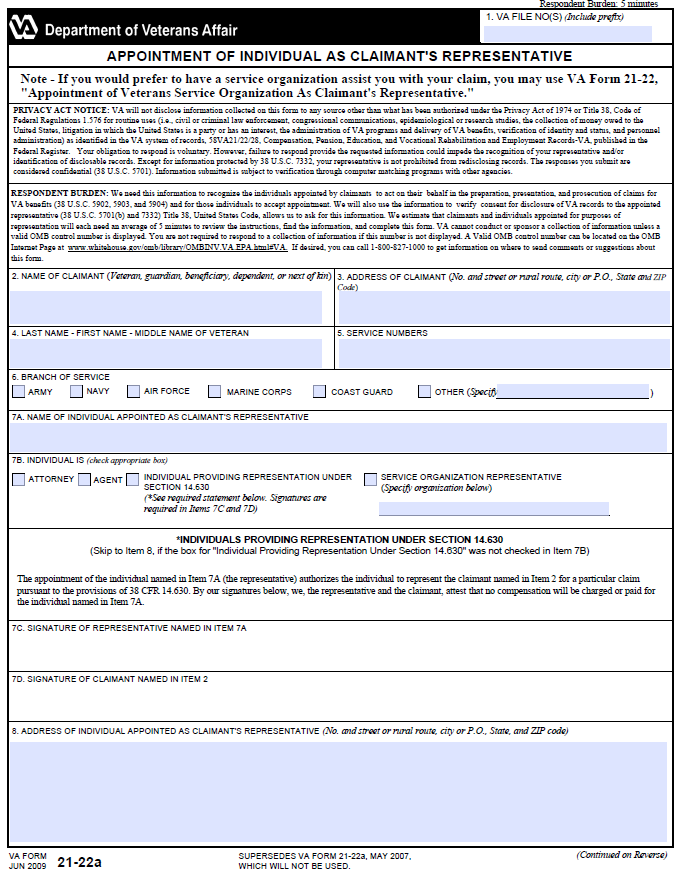 Respondent Burden: 5 minutes
VA
Department of Veterans Affair
1. VA FILE NO(S) (Include prefix)
APPOINTMENT OF INDIVIDUAL AS CLAIMANT'S REPRESENTATIVE
Note - If you would prefer to have a service organization assist you with your claim, you may use VA Form 21-22,
"Appointment of Veterans Service Organization As Claimant's Representative."
PRIVACY ACT NOTICE: VA will not disclose information collected on this form to any source other than what has been authorized under the Privacy Act of 1974 or Title 38, Code of
Federal Regulations 1.576 for routine uses (i.e., civil or criminal law enforcement, congressional communications, epidemiological or research studies, the collection of money owed to the
United States, litigation in which the United States is a party or has an interest, the administration of VA programs and delivery of VA benefits, verification of identity and status, and personnel
administration) as identified in the VA system of records, 58VA21/22/28, Compensation, Pension, Education, and Vocational Rehabilitation and Employment Records-VA, published in the
Federal Register. Your obligation to respond is voluntary. However, failure to respond provide the requested information could impede the recognition of your representative and/or
identification of disclosable records. Except for information protected by 38 U.S.C. 7332, your representative is not prohibited from redisclosing records. The responses you submit are
considered confidential (38 U.S.C. 5701). Information submitted is subject to verification through computer matching programs with other agencies.
RESPONDENT BURDEN: We need this information to recognize the individuals appointed by claimants to act on their behalf in the preparation, presentation, and prosecution of claims for
VA benefits (38 U.S.C. 5902, 5903, and 5904) and for those individuals to accept appointment. We will also use the information to verify consent for disclosure of VA records to the appointed
representative (38 U.S.C. 5701(b) and 7332) Title 38, United States Code, allows us to ask for this information. We estimate that claimants and individuals appointed for purposes of
representation will each need an average of 5 minutes to review the instructions, find the information, and complete this form. VA cannot conduct or sponsor a collection of information unless a
valid OMB control number is displayed. You are not required to respond to a collection of information if this number is not displayed. A Valid OMB control number can be located on the OMB
Internet Page at www.whitehouse.gov/omb/library/OMBINV.VA.EPA.html#VA. If desired, you can call 1-800-827-1000 to get information on where to send comments or suggestions about
this form.
2. NAME OF CLAIMANT (Veteran, guardian, beneficiary, dependent, or next of kin)
3. ADDRESS OF CLAIMANT (No. and street or rural route, city or P.O., State and ZIP
Code)
4. LAST NAME - FIRST NAME - MIDDLE NAME OF VETERAN
5. SERVICE NUMBERS
6. BRANCH OF SERVICE
ARMY NAVY AIR FORCE MARINE CORPS COAST GUARD OTHER (Specify )
7A. NAME OF INDIVIDUAL APPOINTED AS CLAIMANT'S REPRESENTATIVE
7B. INDIVIDUAL IS (check appropriate box)
ATTORNEY AGENT INDIVIDUAL PROVIDING REPRESENTATION UNDER
SECTION 14.630
(*See required statement below. Signatures are
required in Items 7C and 7D)
SERVICE ORGANIZATION REPRESENTATIVE
(Specify organization below)
*INDIVIDUALS PROVIDING REPRESENTATION UNDER SECTION 14.630
(Skip to Item 8, if the box for "Individual Providing Representation Under Section 14.630" was not checked in Item 7B)
The appointment of the individual named in Item 7A (the representative) authorizes the individual to represent the claimant named in Item 2 for a particular claim
pursuant to the provisions of 38 CFR 14.630. By our signatures below, we, the representative and the claimant, attest that no compensation will be charged or paid for
the individual named in Item 7A.
7C. SIGNATURE OF REPRESENTATIVE NAMED IN ITEM 7A
7D. SIGNATURE OF CLAIMANT NAMED IN ITEM 2
8. ADDRESS OF INDIVIDUAL APPOINTED AS CLAIMANT'S REPRESENTATIVE (No. and street or rural route, city or P.O., State, and ZIP code)
VA FORM
JUN 2009 21-22a
SUPERSEDES VA FORM 21-22a, MAY 2007,
WHICH WILL NOT BE USED.
(Continued on Reverse)